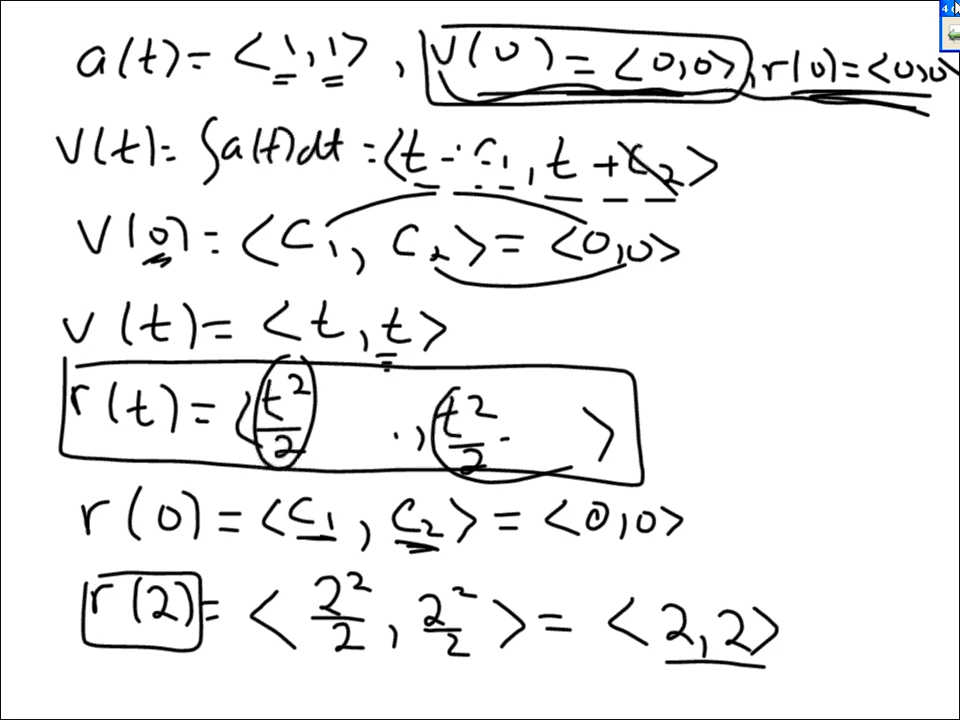 a(t) = <1,1>, v(0) = <0,0>, r(0) = <0,0>
v(t) = ∫a(t)dt = <t + c₁, t + c₂>
v(0) = <c₁, c₂> = <0,0>
v(t) = <t, t>
r(t) = <t²/2 , t²/2 >
r(0) = <c₁, c₂> = <0,0>
r(2) = <2²/2, 2²/2> = <2,2>